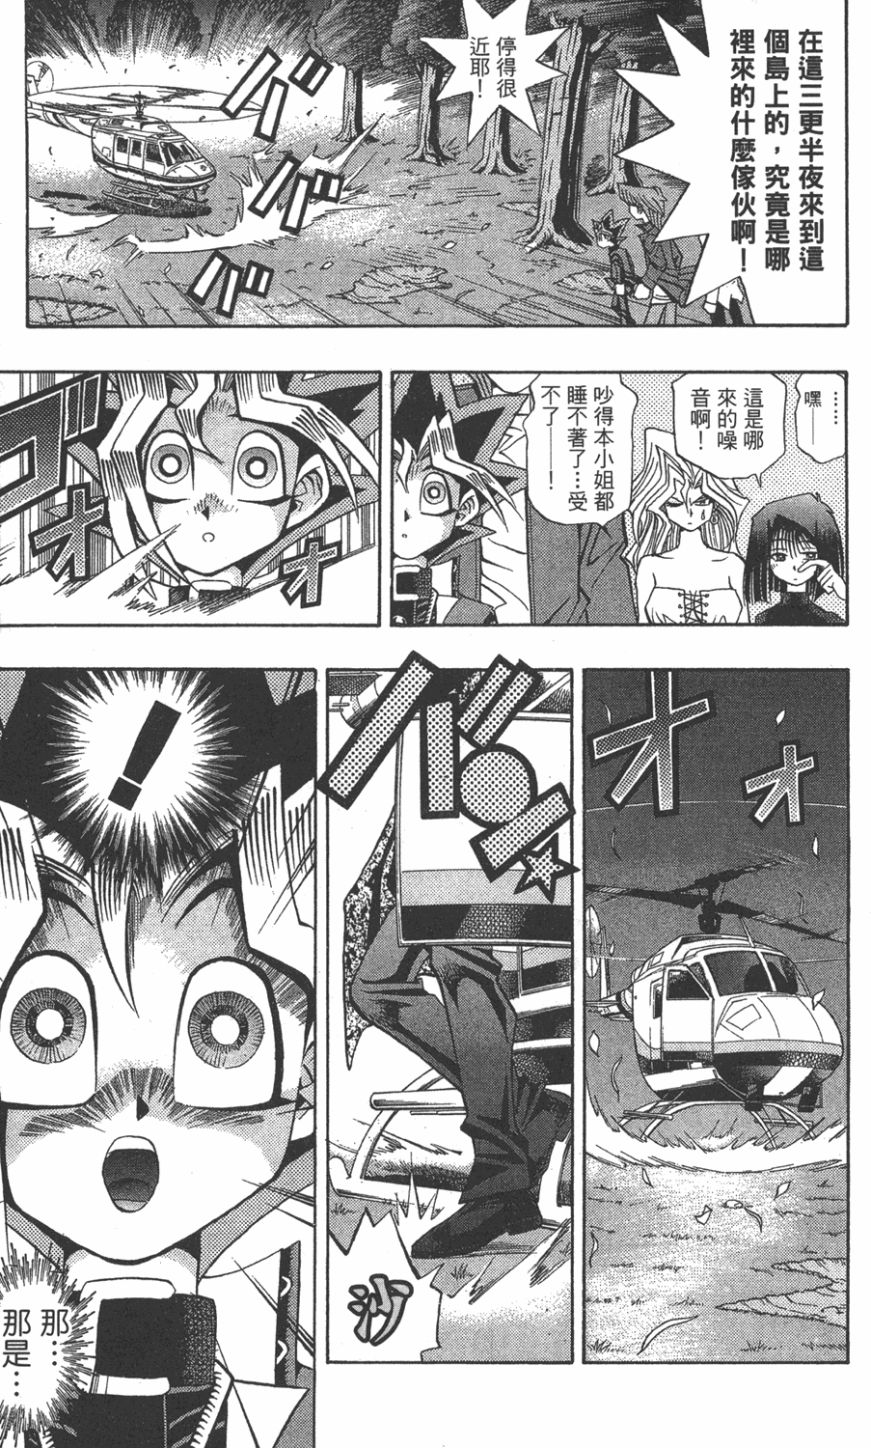 在這三更半夜來到這
個島上的，究竟是哪
裡來的什麼傢伙啊！
停得很
近耶！
バ
バ
バ
……
嘿——
這是哪
來的噪
音啊！
吵得本小姐都
睡不著了…受
不了——！
ゴ
オ
オ
オ
オ
バ
バ
沙
！
那…
那是…